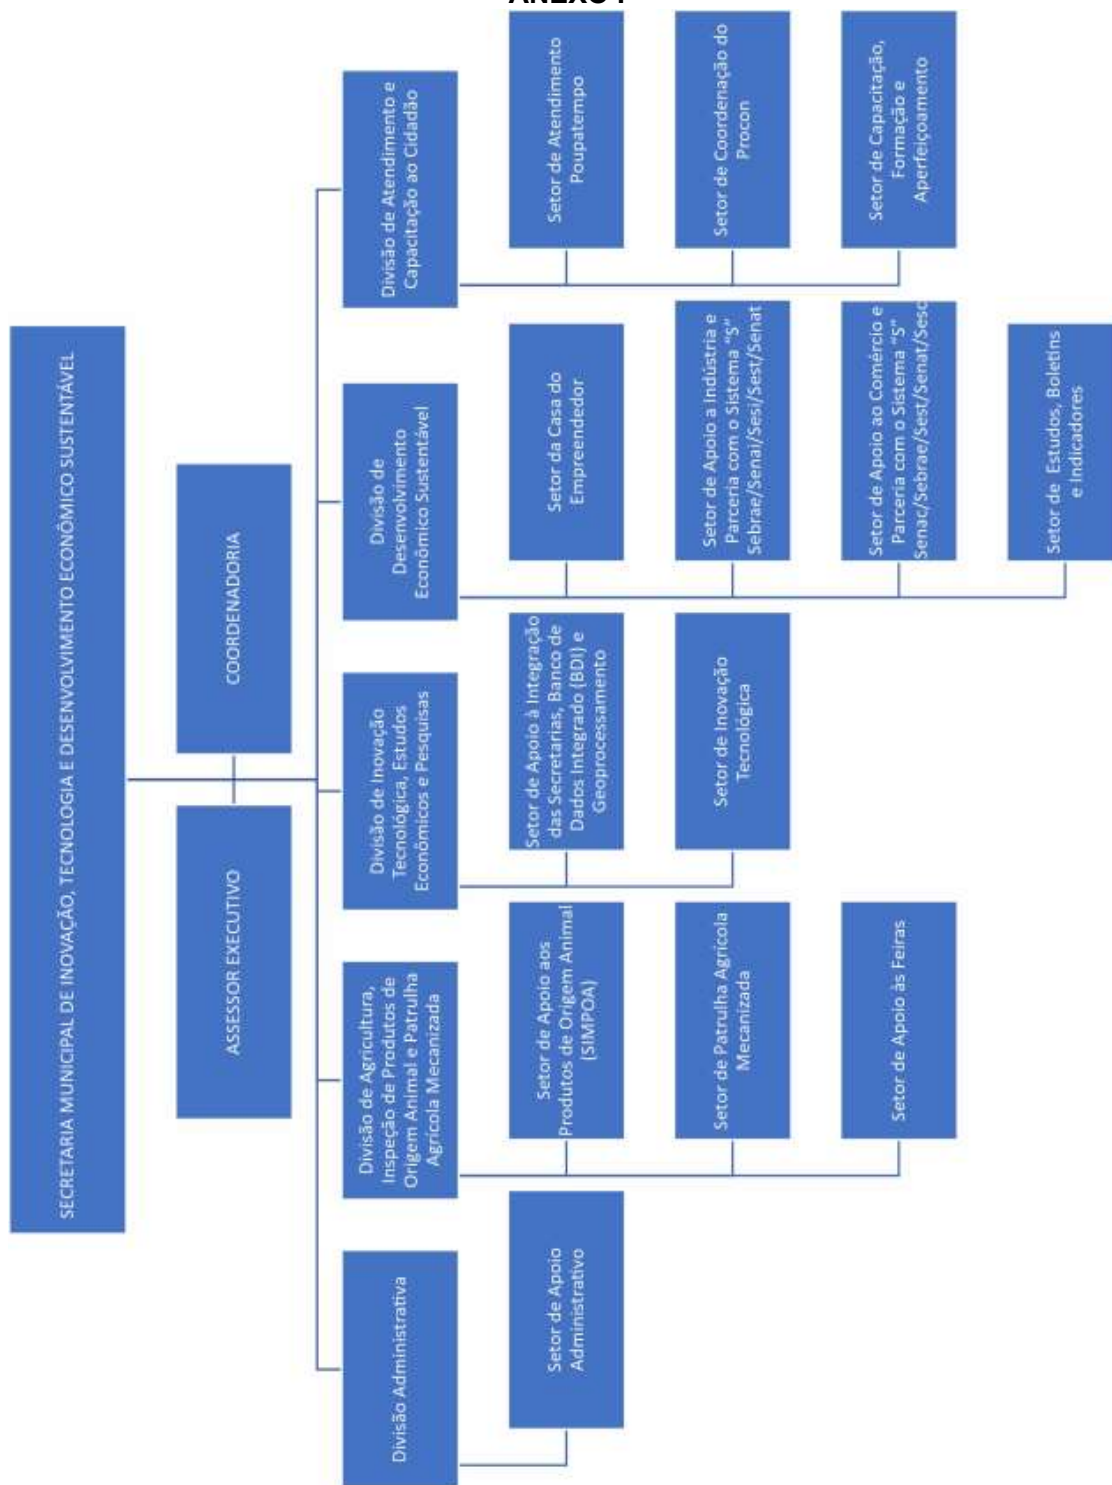 SECRETARIA MUNICIPAL DE INOVAÇÃO, TECNOLOGIA E DESENVOLVIMENTO ECONÔMICO SUSTENTÁVEL
ASSESSOR EXECUTIVO
COORDENADORIA
Divisão Administrativa
Setor de Apoio
Administrativo
Divisão de Agricultura,
Inspeção de Produtos de
Origem Animal e Patrulha
Agrícola Mecanizada
Setor de Apoio aos
Produtos de Origem Animal
(SIMPOA)
Setor de Patrulha Agrícola
Mecanizada
Setor de Apoio às Feiras
Divisão de Inovação
Tecnológica, Estudos
Econômicos e Pesquisas
Setor de Apoio à Integração
das Secretarias, Banco de
Dados Integrado (BDI) e
Geoprocessamento
Setor de Inovação
Tecnológica
Divisão de
Desenvolvimento
Econômico Sustentável
Setor da Casa do
Empreendedor
Setor de Apoio a Indústria e
Parceria com o Sistema "S"
Sebrae/Senai/Sesi/Sest/Senat
Setor de Apoio ao Comércio e
Parceria com o Sistema "S"
Senac/Sebrae/Sest/Senat/Sesc
Setor de Estudos, Boletins
e Indicadores
Divisão de Atendimento e
Capacitação ao Cidadão
Setor de Atendimento
Poupatempo
Setor de Coordenação do
Procon
Setor de Capacitação,
Formação e
Aperfeiçoamento